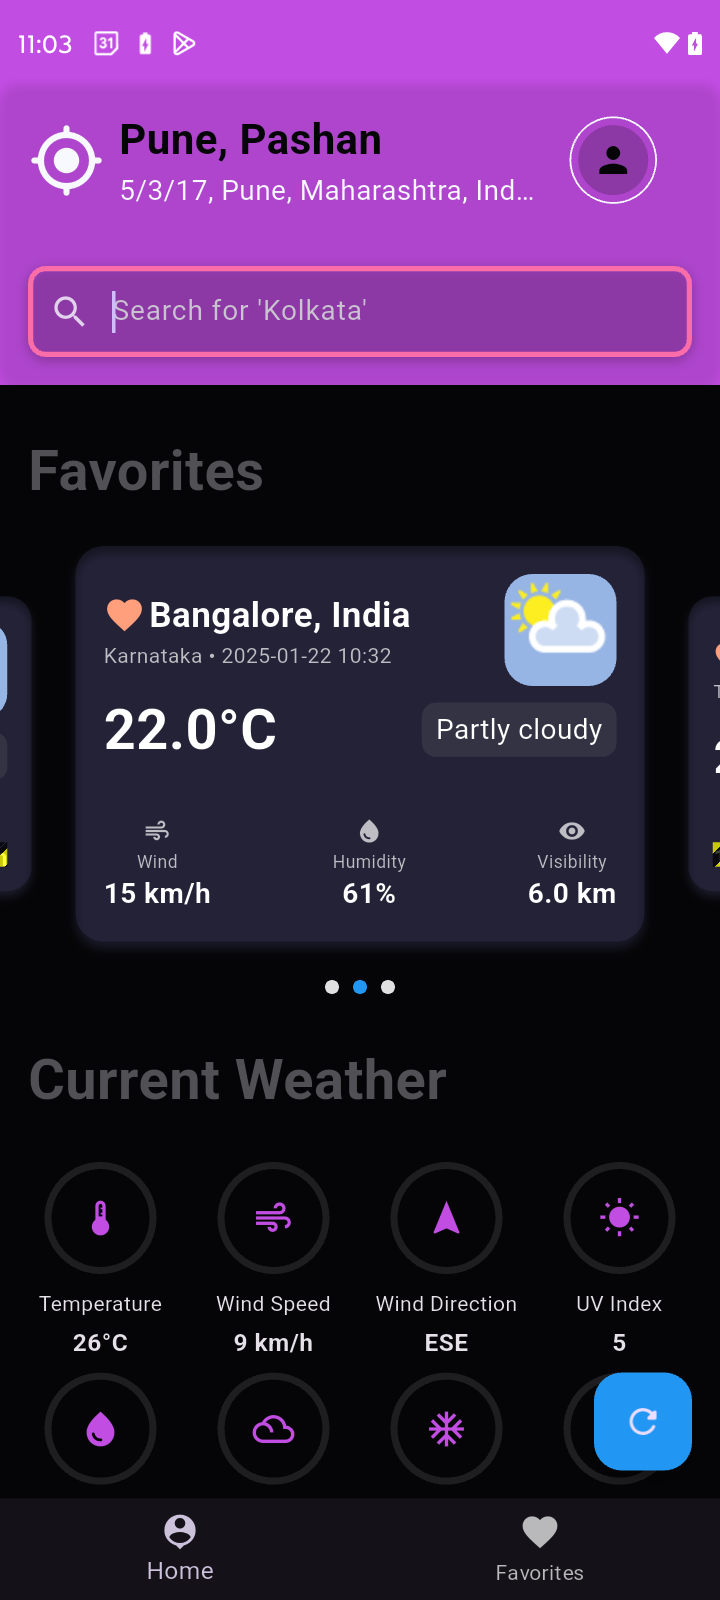 11:03
31
Pune, Pashan
5/3/17, Pune, Maharashtra, Ind...
Search for 'Kolkata'
Favorites
Bangalore, India
Karnataka • 2025-01-22 10:32
22.0°C
Partly cloudy
Wind
Humidity
Visibility
15 km/h
61%
6.0 km
Current Weather
Temperature
Wind Speed
Wind Direction
UV Index
26°C
9 km/h
ESE
5
Home
Favorites